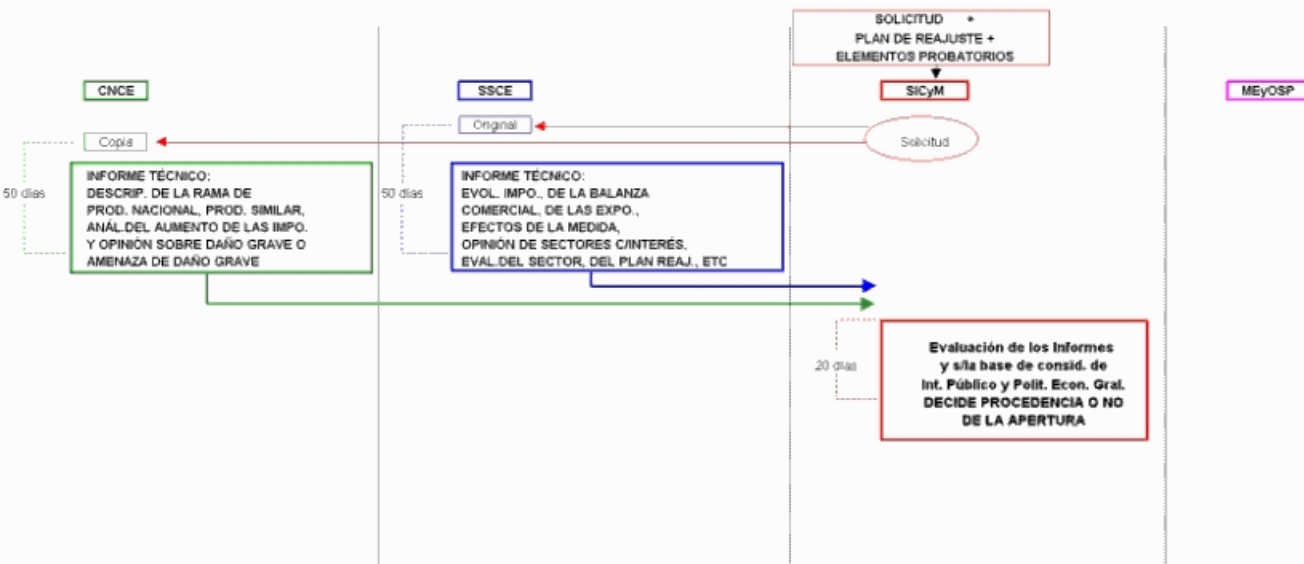 SOLICITUD +
PLAN DE REAJUSTE +
ELEMENTOS PROBATORIOS
CNCE
SSCE
SICyM
MEyOSP
Original
Copia
Solicitud
50 días
INFORME TÉCNICO:
DESCRIP. DE LA RAMA DE
PROD. NACIONAL, PROD. SIMILAR,
ANÁL.DEL AUMENTO DE LAS IMPO.
Y OPINIÓN SOBRE DAÑO GRAVE O
AMENAZA DE DAÑO GRAVE
50 días
INFORME TÉCNICO:
EVOL. IMPO., DE LA BALANZA
COMERCIAL, DE LAS EXPO.,
EFECTOS DE LA MEDIDA,
OPINIÓN DE SECTORES C/INTERÉS,
EVAL.DEL SECTOR, DEL PLAN REAJ., ETC
20 días
Evaluación de los Informes
y s/la base de consid. de
Int. Público y Polit. Econ. Gral.
DECIDE PROCEDENCIA O NO
DE LA APERTURA